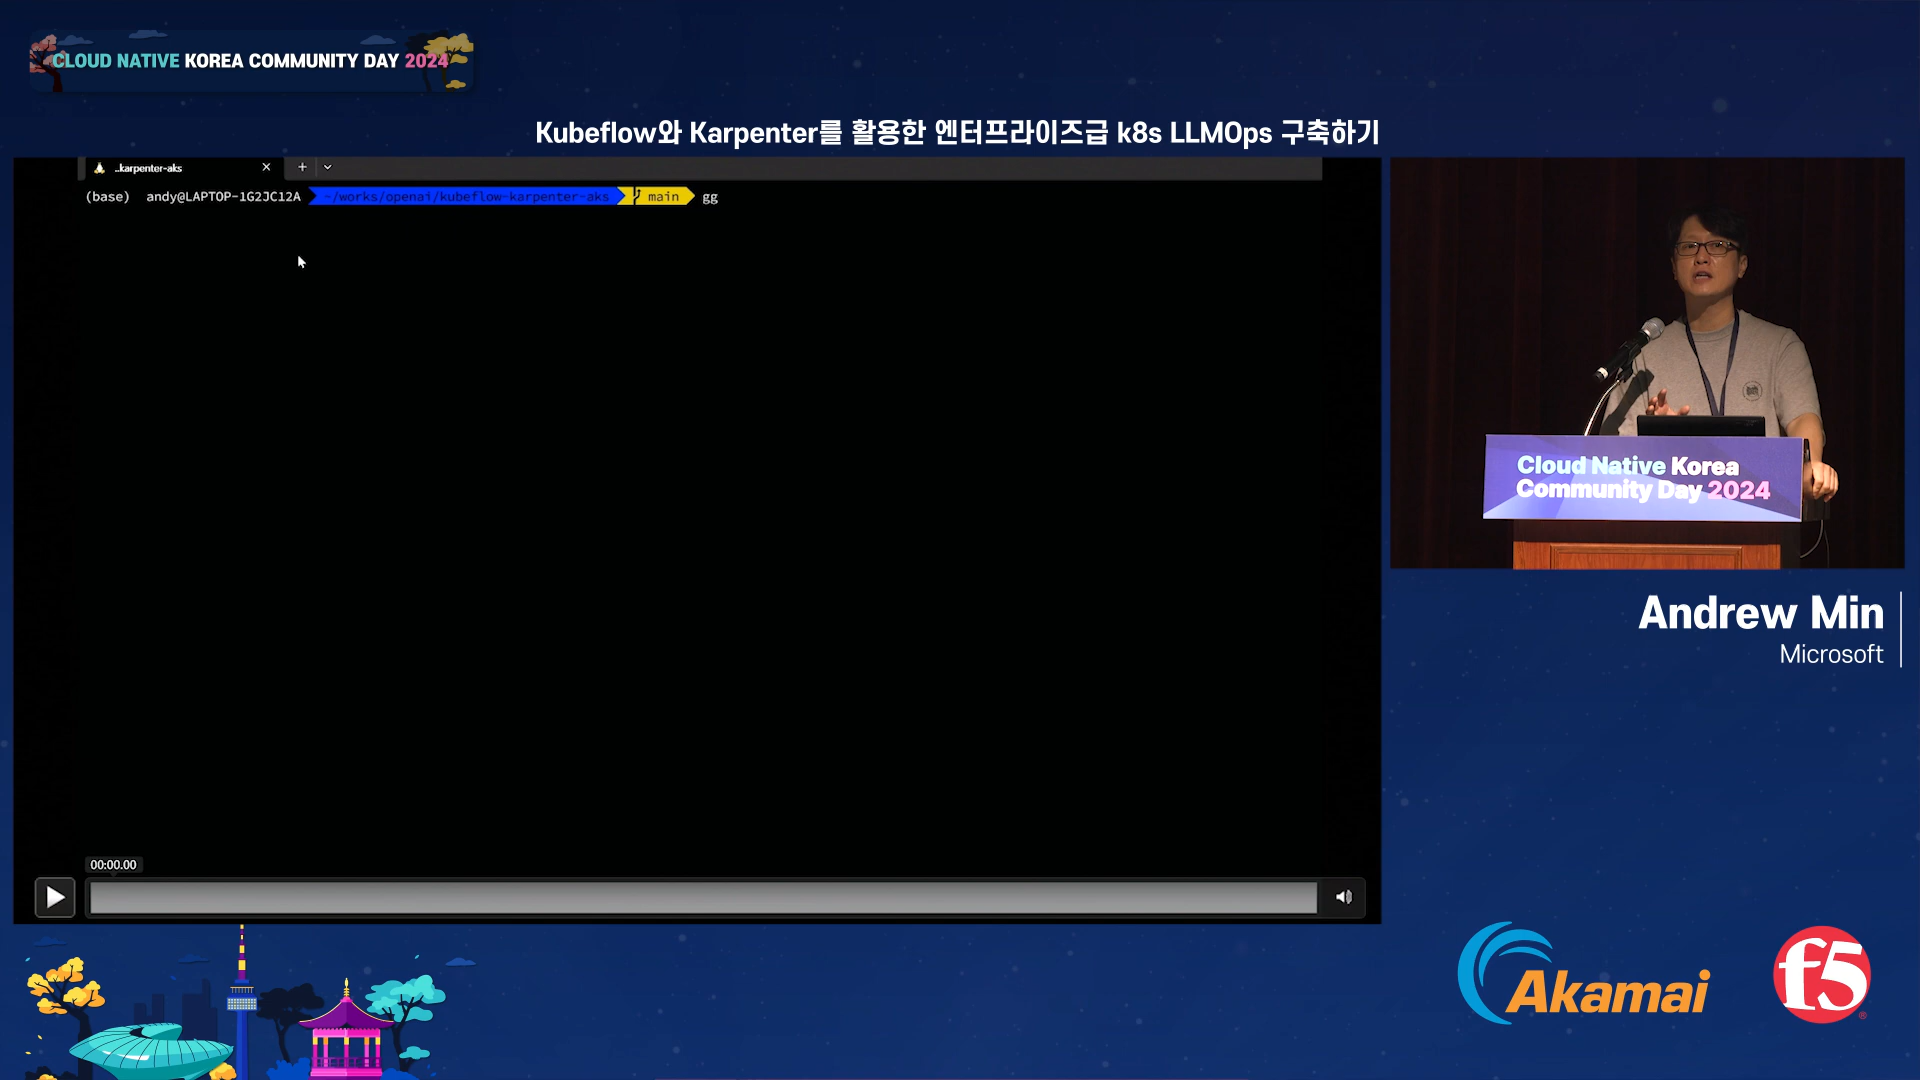 CLOUD NATIVE KOREA COMMUNITY DAY 2024
Kubeflow와 Karpenter를 활용한 엔터프라이즈급 k8s LLMOps 구축하기
..karpenter-aks
(base) andy@LAPTOP-1G2JC12A ~/works/openai/kubeflow-karpenter-aks main gg
00:00.00
Cloud Native Korea
Community Day 2024
Andrew Min
Microsoft
Akamai
f5